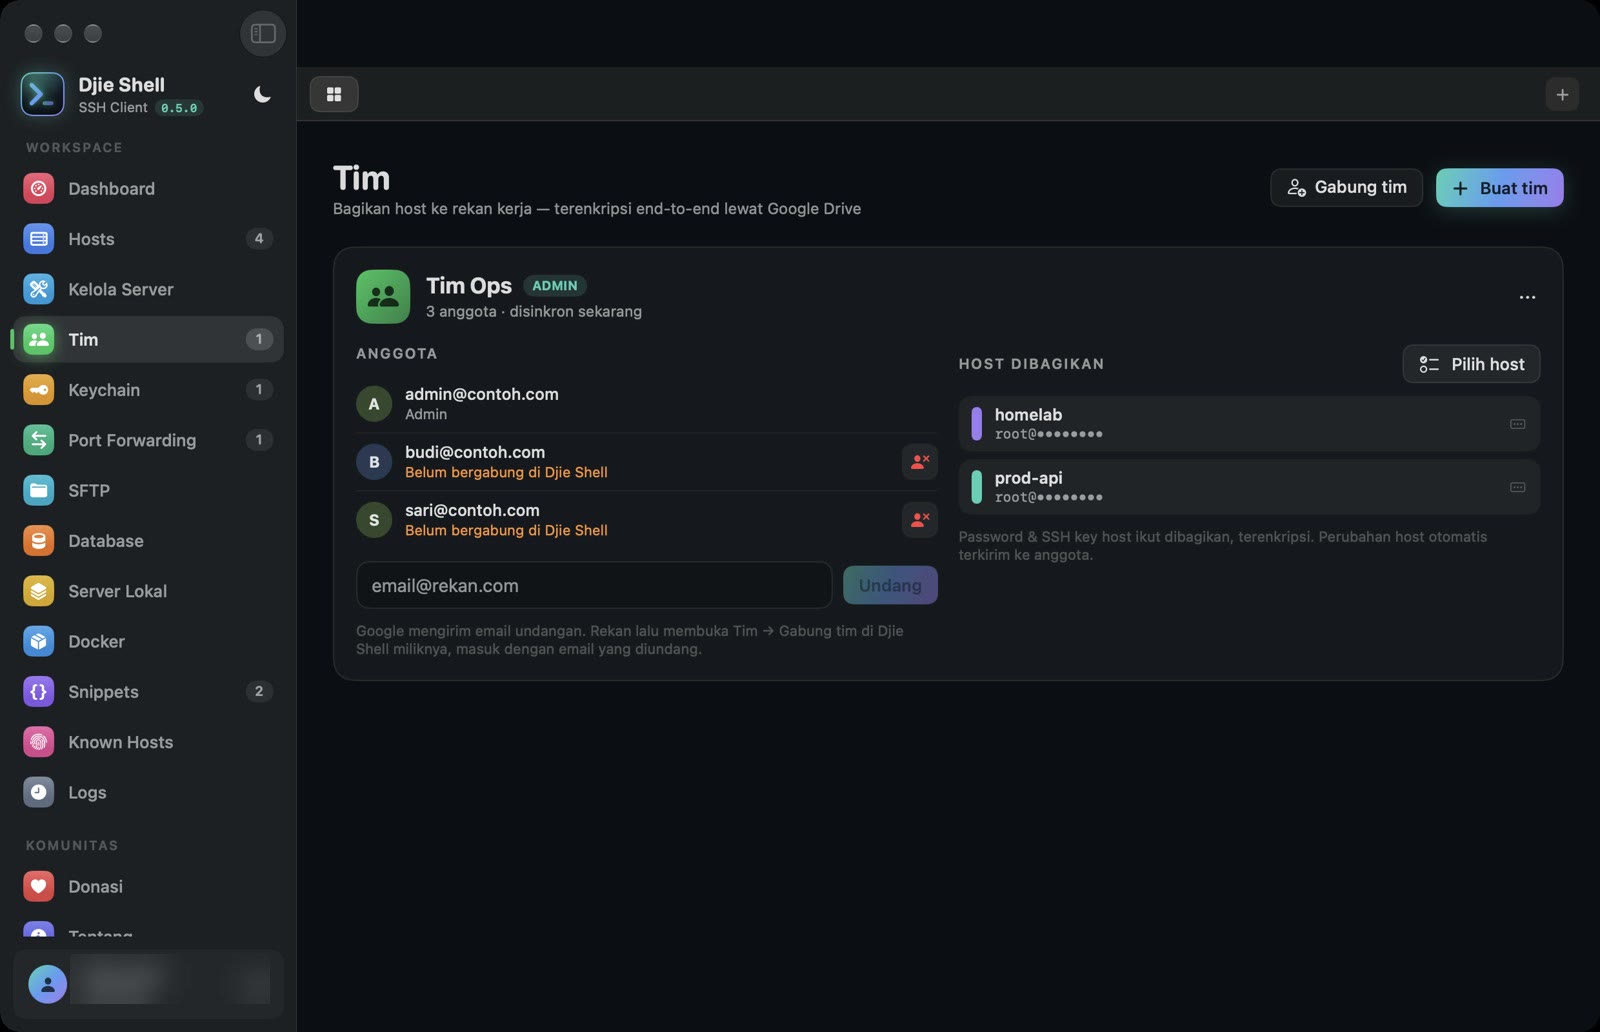 Djie Shell
SSH Client 0.5.0
WORKSPACE
Dashboard
Hosts 4
Kelola Server
Tim 1
Keychain 1
Port Forwarding 1
SFTP
Database
Server Lokal
Docker
Snippets 2
Known Hosts
Logs
KOMUNITAS
Donasi
Tentang
Tim
Bagikan host ke rekan kerja — terenkripsi end-to-end lewat Google Drive
Gabung tim
+ Buat tim
Tim Ops ADMIN
3 anggota · disinkron sekarang
ANGGOTA
A
admin@contoh.com
Admin
B
budi@contoh.com
Belum bergabung di Djie Shell
S
sari@contoh.com
Belum bergabung di Djie Shell
email@rekan.com
Undang
Google mengirim email undangan. Rekan lalu membuka Tim → Gabung tim di Djie
Shell miliknya, masuk dengan email yang diundang.
HOST DIBAGIKAN
Pilih host
homelab
root@••••••••
prod-api
root@••••••••
Password & SSH key host ikut dibagikan, terenkripsi. Perubahan host otomatis
terkirim ke anggota.